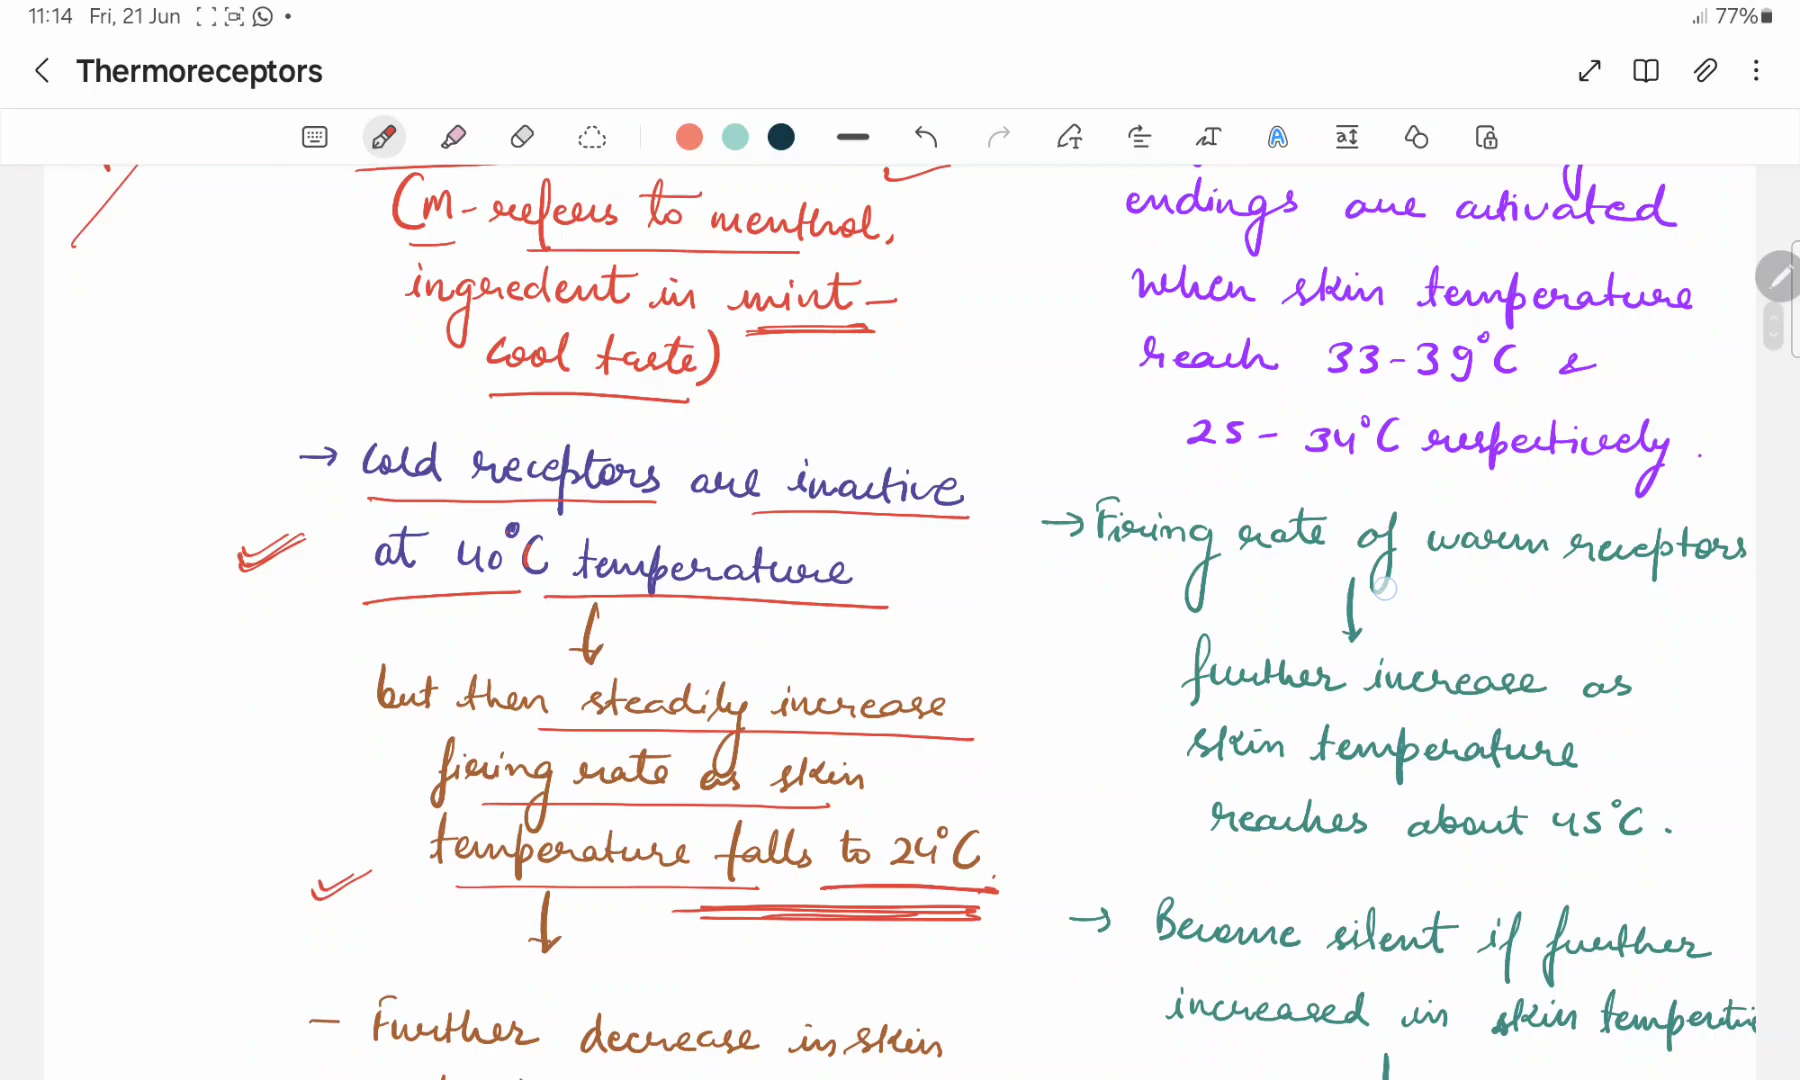 11:14 Fri, 21 Jun
77%
Thermoreceptors
(M-refers to menthol,
ingredent in mint –
cool taste)
→ Cold receptors are inactive
at 40°C temperature
↓
but then steadily increase
firing rate as skin
temperature falls to 24°C.
↓
– Further decrease in skin
endings are activated
when skin temperature
reach 33-39°C &
25 - 34°C respectively.
→ Firing rate of warm receptors
↓
further increase as
skin temperature
reaches about 45°C.
→ Become silent if further
increased in skin